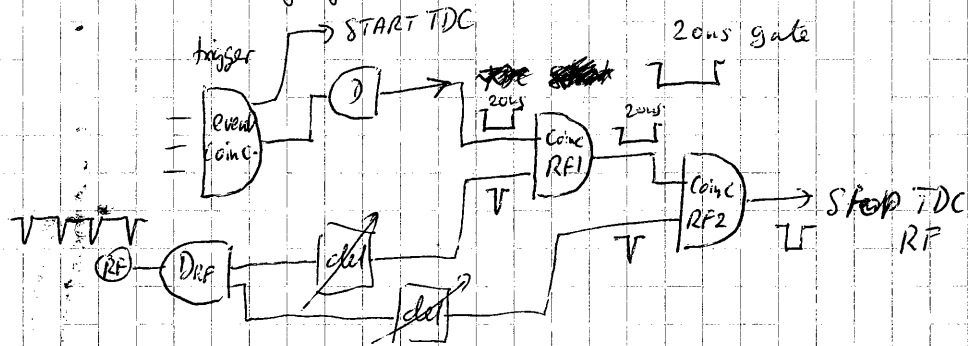 START TDC
20ns gate
trigger
D
20ns
20ns
event
coinc.
Coinc
RF1
Coinc
RF2
Stop TDC
RF
RF
DRF
del
del